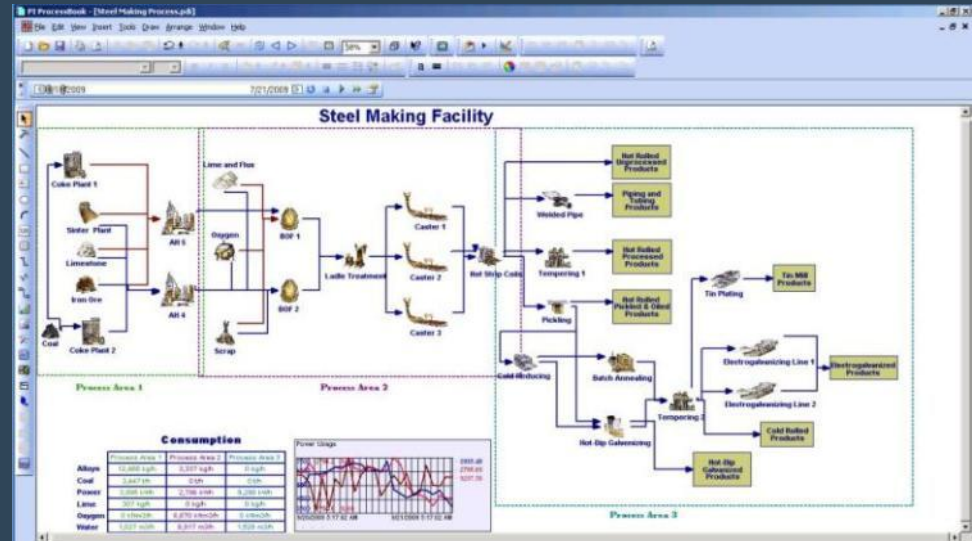 PI ProcessBook - [Steel Making Process.pdi]
File Edit View Insert Tools Draw Arrange Window Help
58%
7/21/2009
Steel Making Facility
Coke Plant 1
Sinter Plant
Limestone
Iron Ore
Coal
Coke Plant 2
Process Area 1
Lime and Flux
Oxygen
Scrap
BOF 1
BOF 2
Ladle Treatment
Caster 1
Caster 2
Caster 3
Process Area 2
Hot Strip Coils
Welded Pipe
Tempering 1
Pickling
Cold Reducing
Batch Annealing
Hot-Dip Galvanizing
Tempering 2
Tin Plating
Electrogalvanizing Line 1
Electrogalvanizing Line 2
Hot Rolled
Unprocessed
Products
Piping and
Tubing
Products
Hot Rolled
Processed
Products
Hot Rolled
Pickled & Oiled
Products
Tin Mill
Products
Electrogalvanized
Products
Cold Rolled
Products
Hot-Dip
Galvanized
Products
Process Area 3
Consumption
Process Area 1 Process Area 2 Process Area 3
Alloys
Coal
Power
Lime
Oxygen
Water
Power Usage